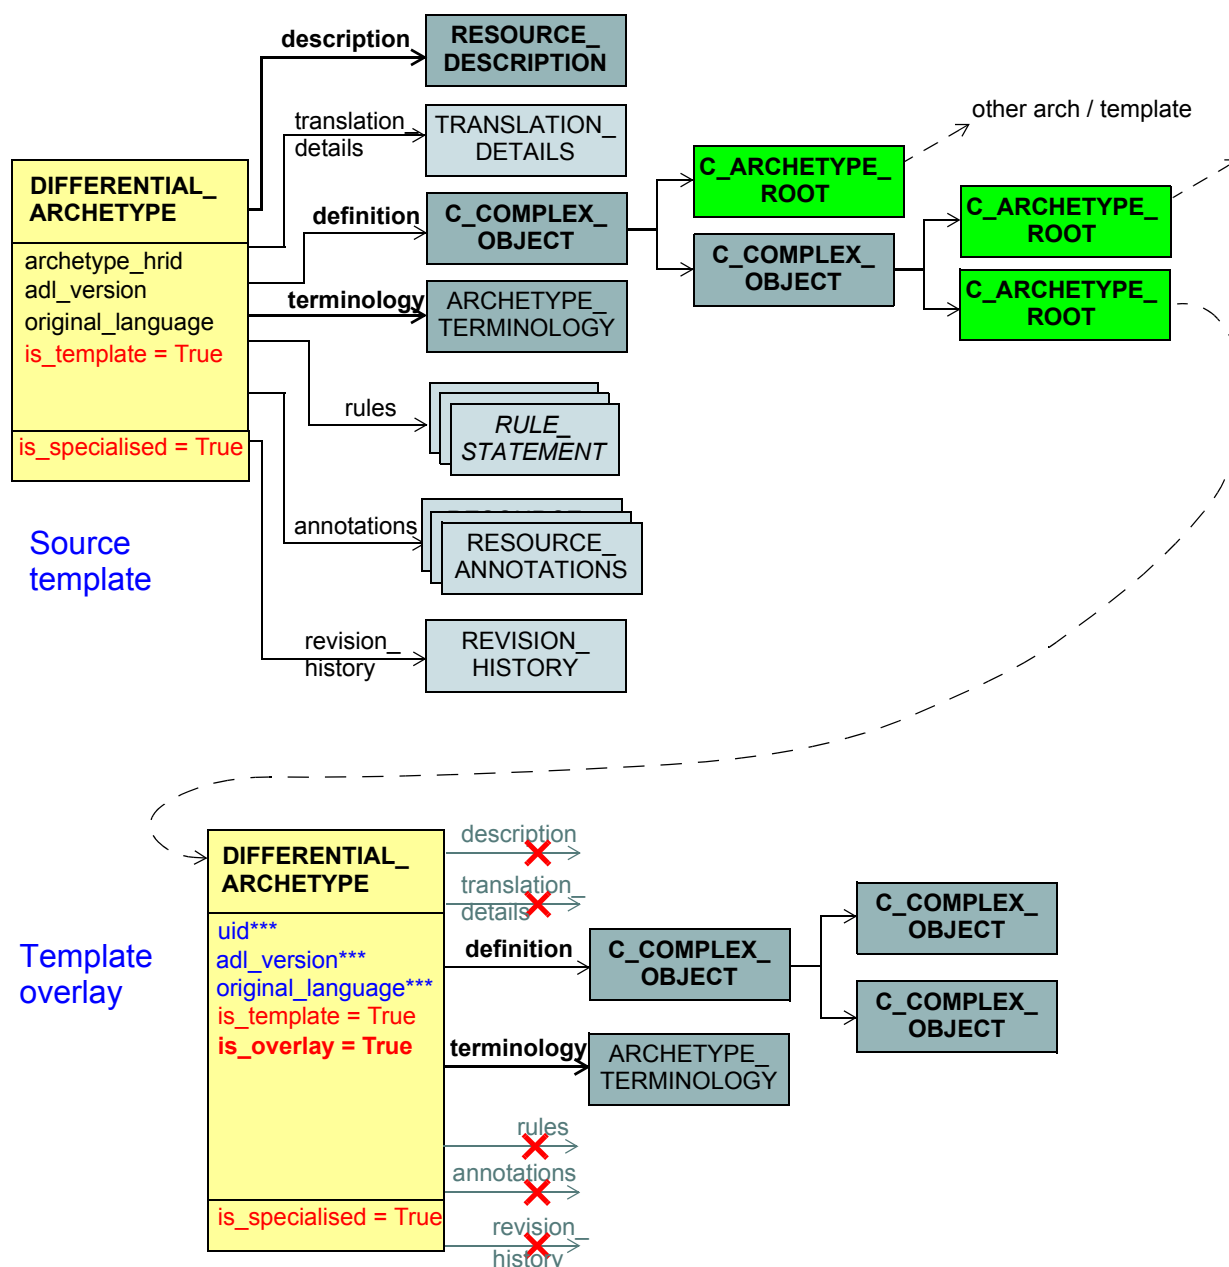 description
RESOURCE_
DESCRIPTION
translation_
details
TRANSLATION_
DETAILS
other arch / template
DIFFERENTIAL_
ARCHETYPE
archetype_hrid
adl_version
original_language
is_template = True
is_specialised = True
definition
C_COMPLEX_
OBJECT
C_ARCHETYPE_
ROOT
C_COMPLEX_
OBJECT
C_ARCHETYPE_
ROOT
C_ARCHETYPE_
ROOT
terminology
ARCHETYPE_
TERMINOLOGY
rules
RULE_
STATEMENT
Source
template
annotations
RESOURCE_
ANNOTATIONS
revision_
history
REVISION_
HISTORY
Template
overlay
DIFFERENTIAL_
ARCHETYPE
uid***
adl_version***
original_language***
is_template = True
is_overlay = True
is_specialised = True
description
translation_
details
definition
C_COMPLEX_
OBJECT
C_COMPLEX_
OBJECT
C_COMPLEX_
OBJECT
terminology
ARCHETYPE_
TERMINOLOGY
rules
annotations
revision_
history